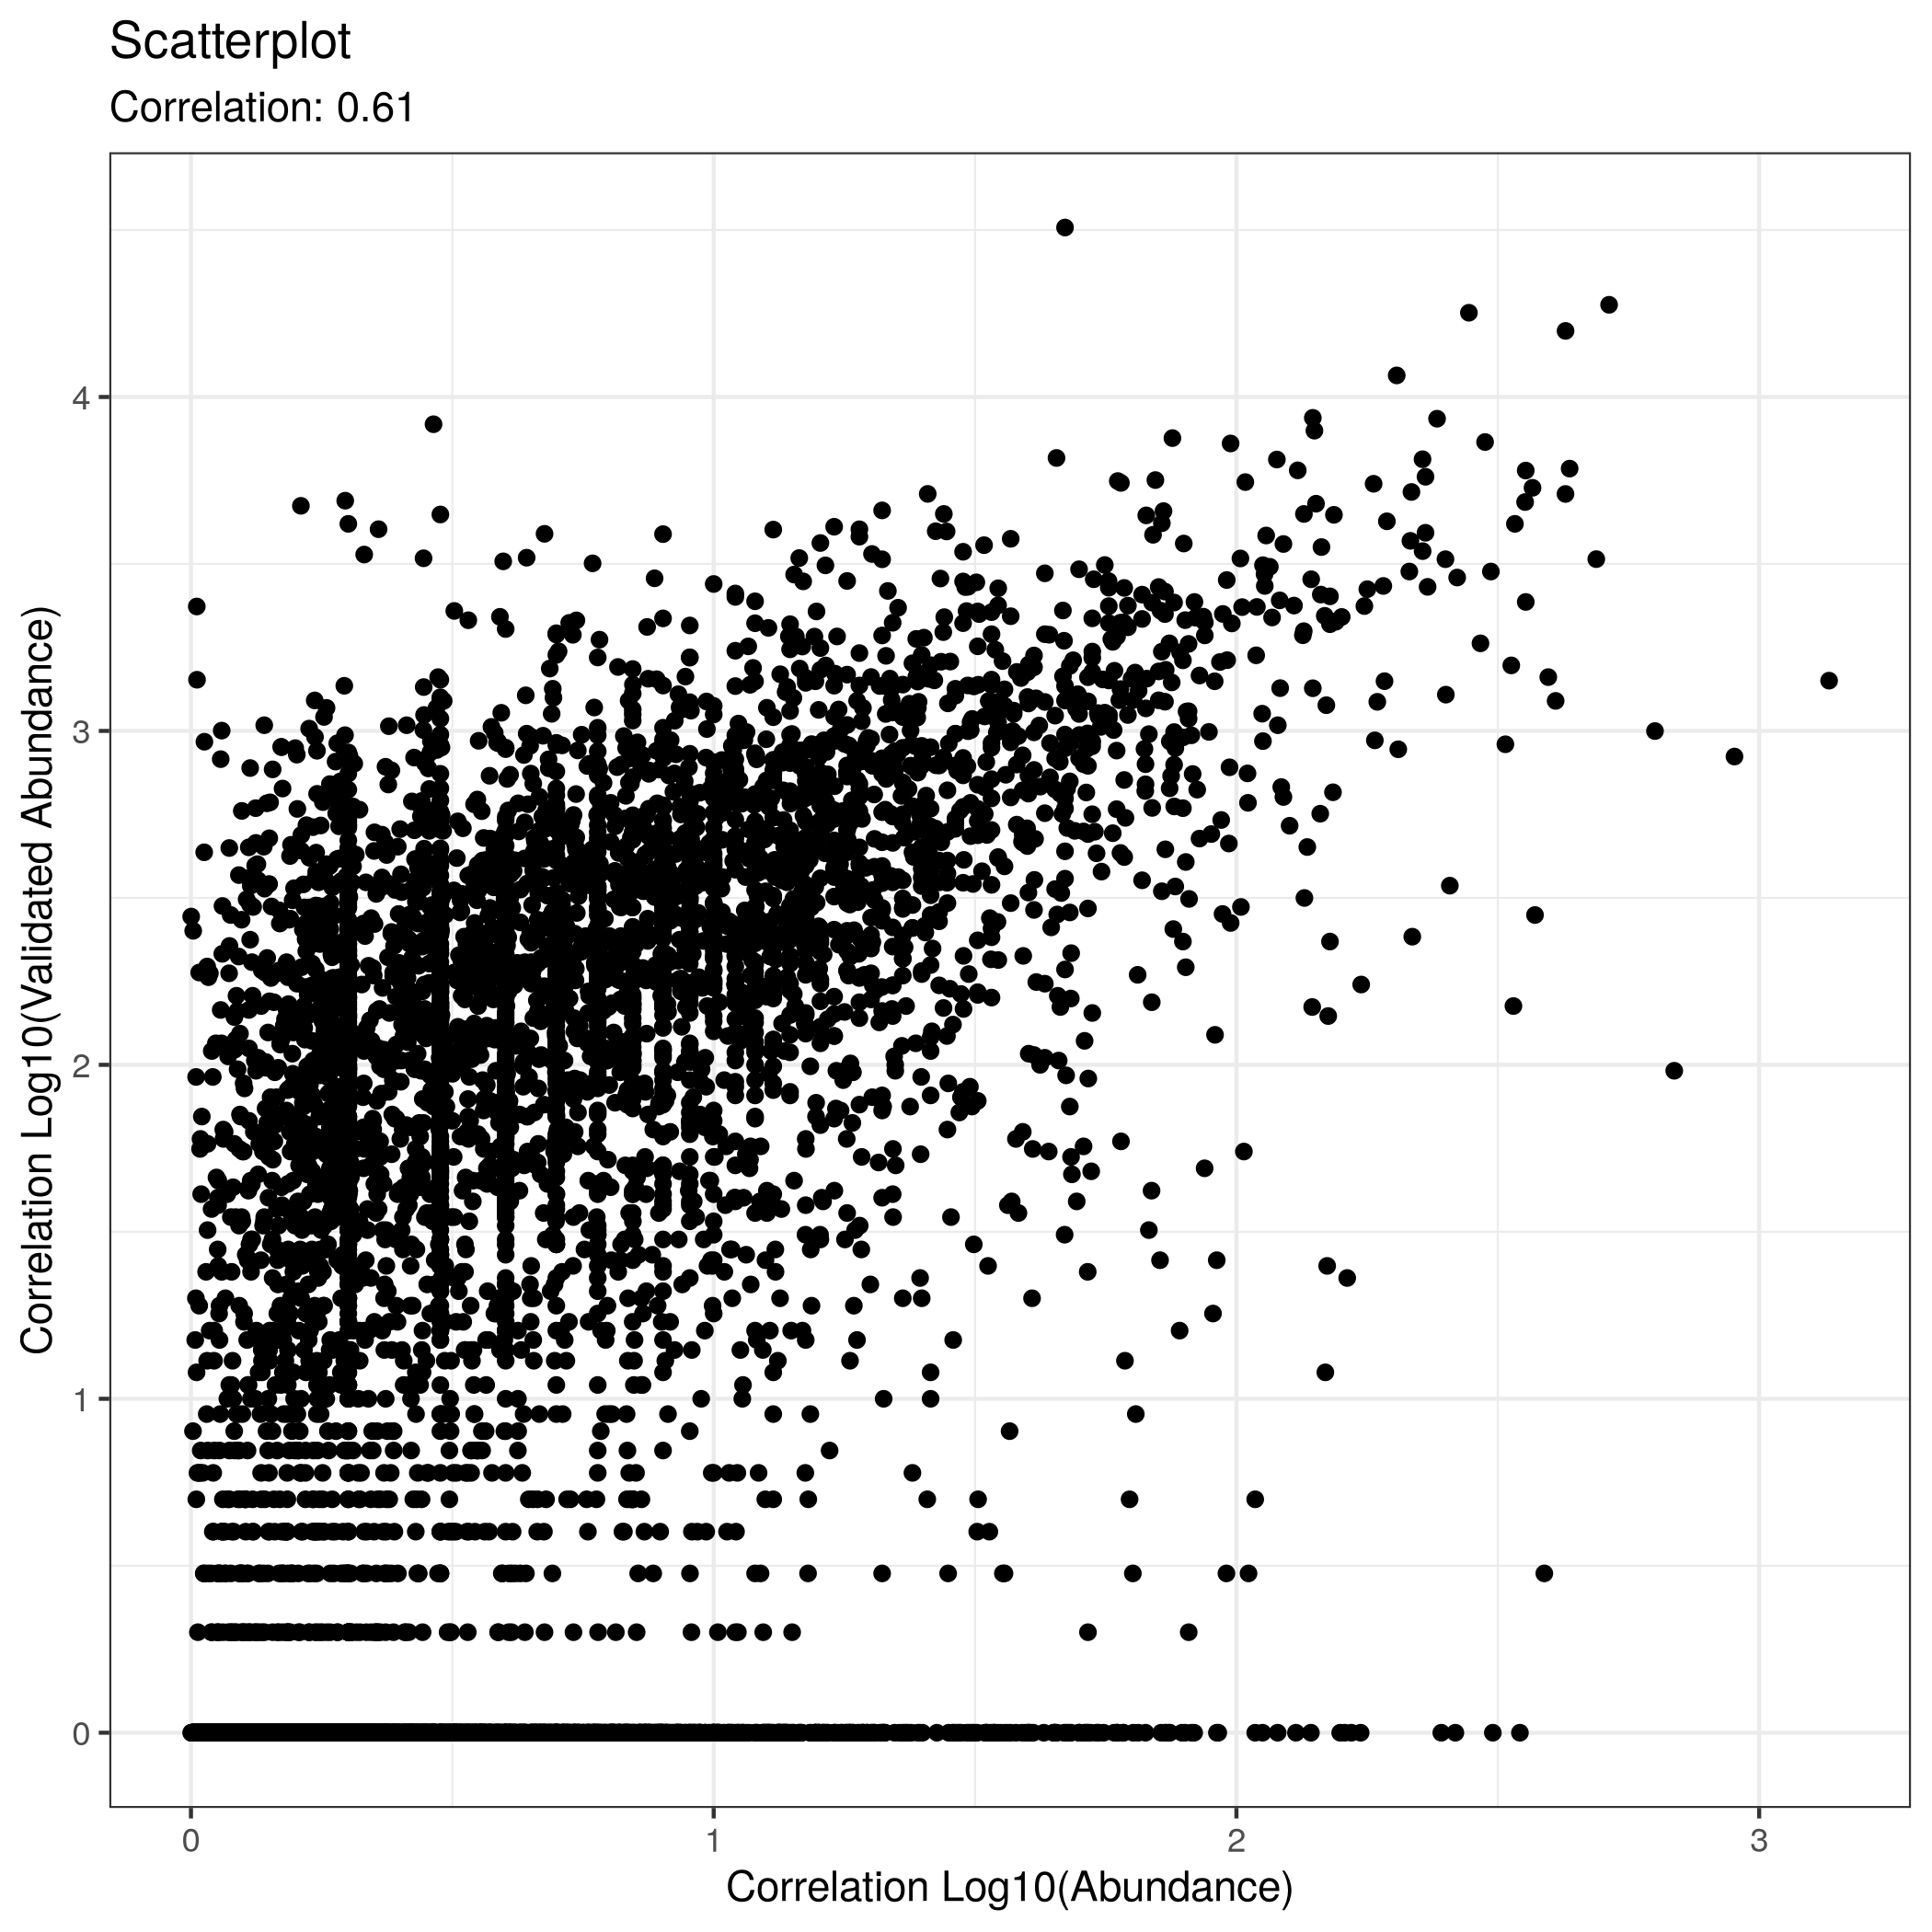 Scatterplot
Correlation: 0.61
4
3
2
1
0
Correlation Log10(Validated Abundance)
0 1 2 3
Correlation Log10(Abundance)